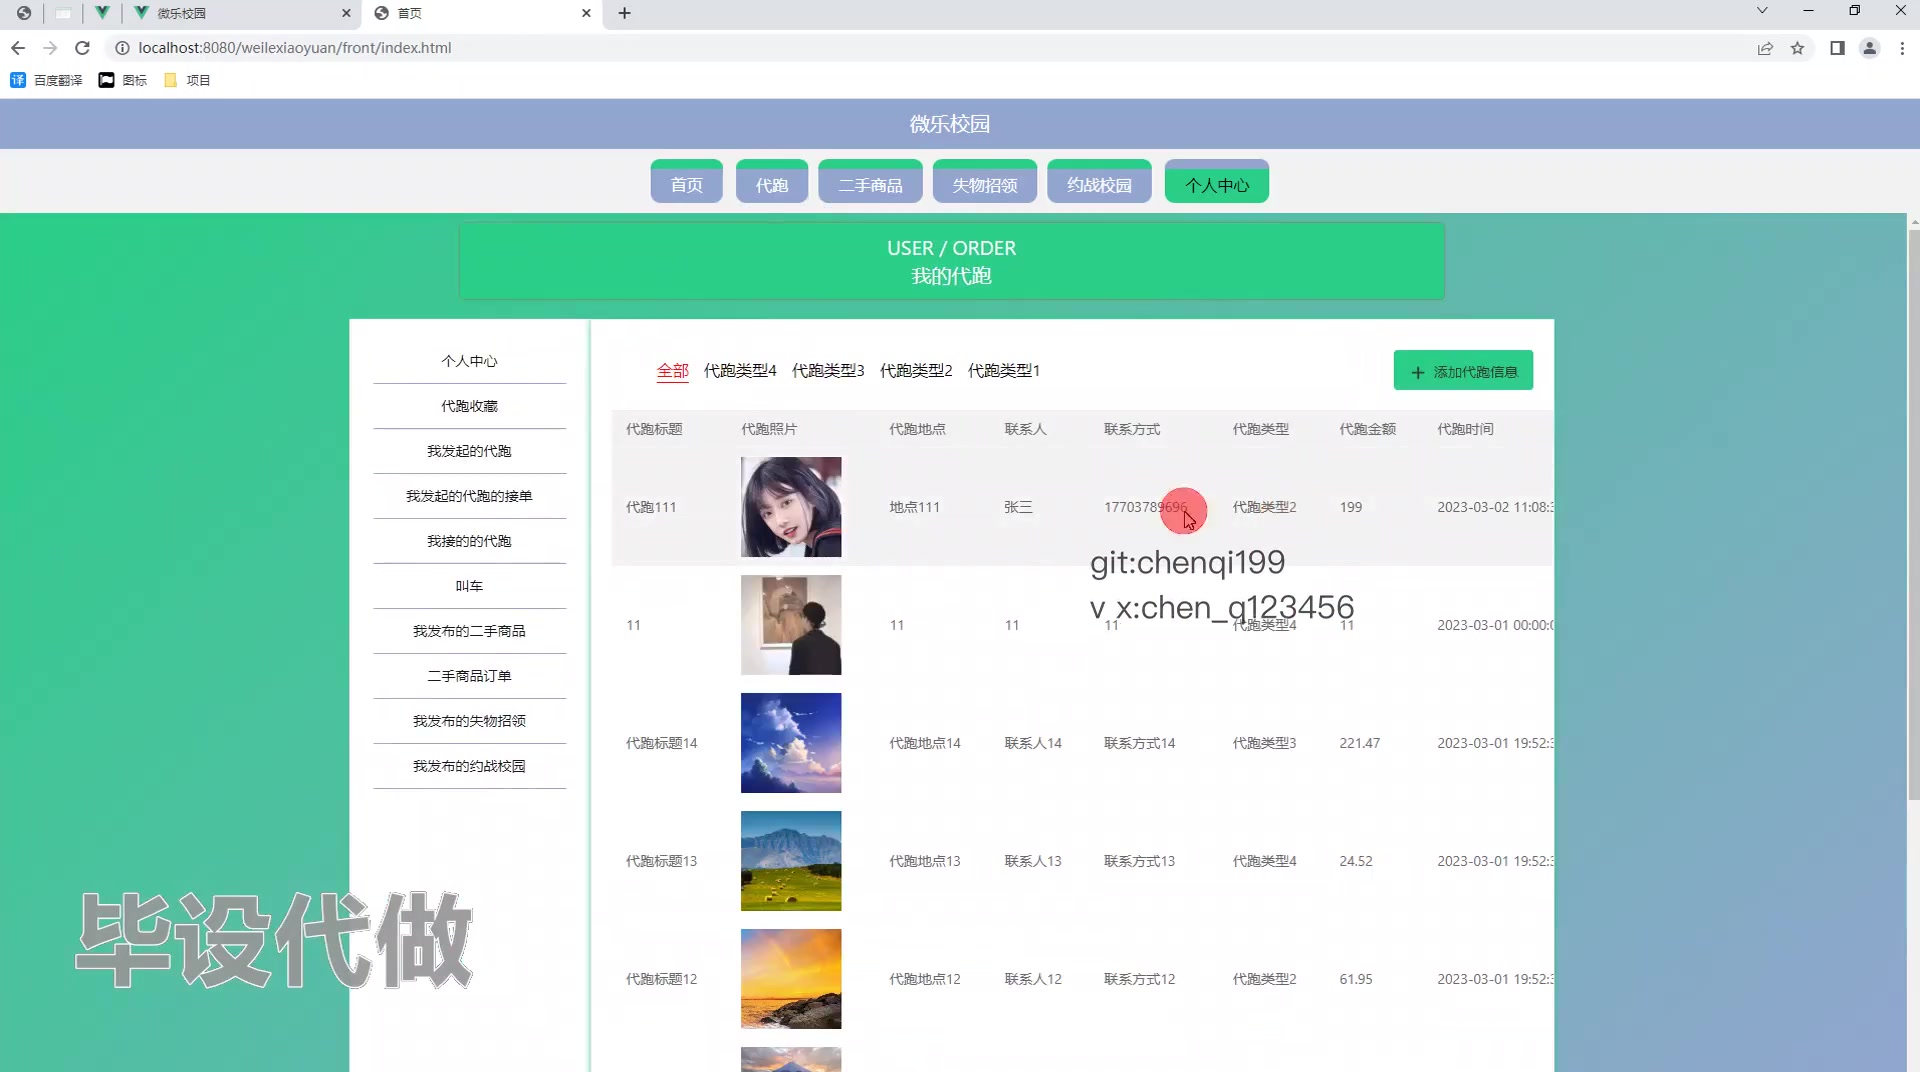 微乐校园
首页
localhost:8080/weilexiaoyuan/front/index.html
百度翻译
图标
项目
微乐校园
首页
代跑
二手商品
失物招领
约战校园
个人中心
USER / ORDER
我的代跑
个人中心
代跑收藏
我发起的代跑
我发起的代跑的接单
我接的的代跑
叫车
我发布的二手商品
二手商品订单
我发布的失物招领
我发布的约战校园
全部 代跑类型4 代跑类型3 代跑类型2 代跑类型1
添加代跑信息
代跑标题 代跑照片 代跑地点 联系人 联系方式 代跑类型 代跑金额 代跑时间
代跑111 地点111 张三 17703789696 代跑类型2 199 2023-03-02 11:08:3
git:chenqi199
v x:chen_q123456
11 11 11 11 代跑类型4 11 2023-03-01 00:00:0
代跑标题14 代跑地点14 联系人14 联系方式14 代跑类型3 221.47 2023-03-01 19:52:3
代跑标题13 代跑地点13 联系人13 联系方式13 代跑类型4 24.52 2023-03-01 19:52:3
代跑标题12 代跑地点12 联系人12 联系方式12 代跑类型2 61.95 2023-03-01 19:52:3
毕设代做